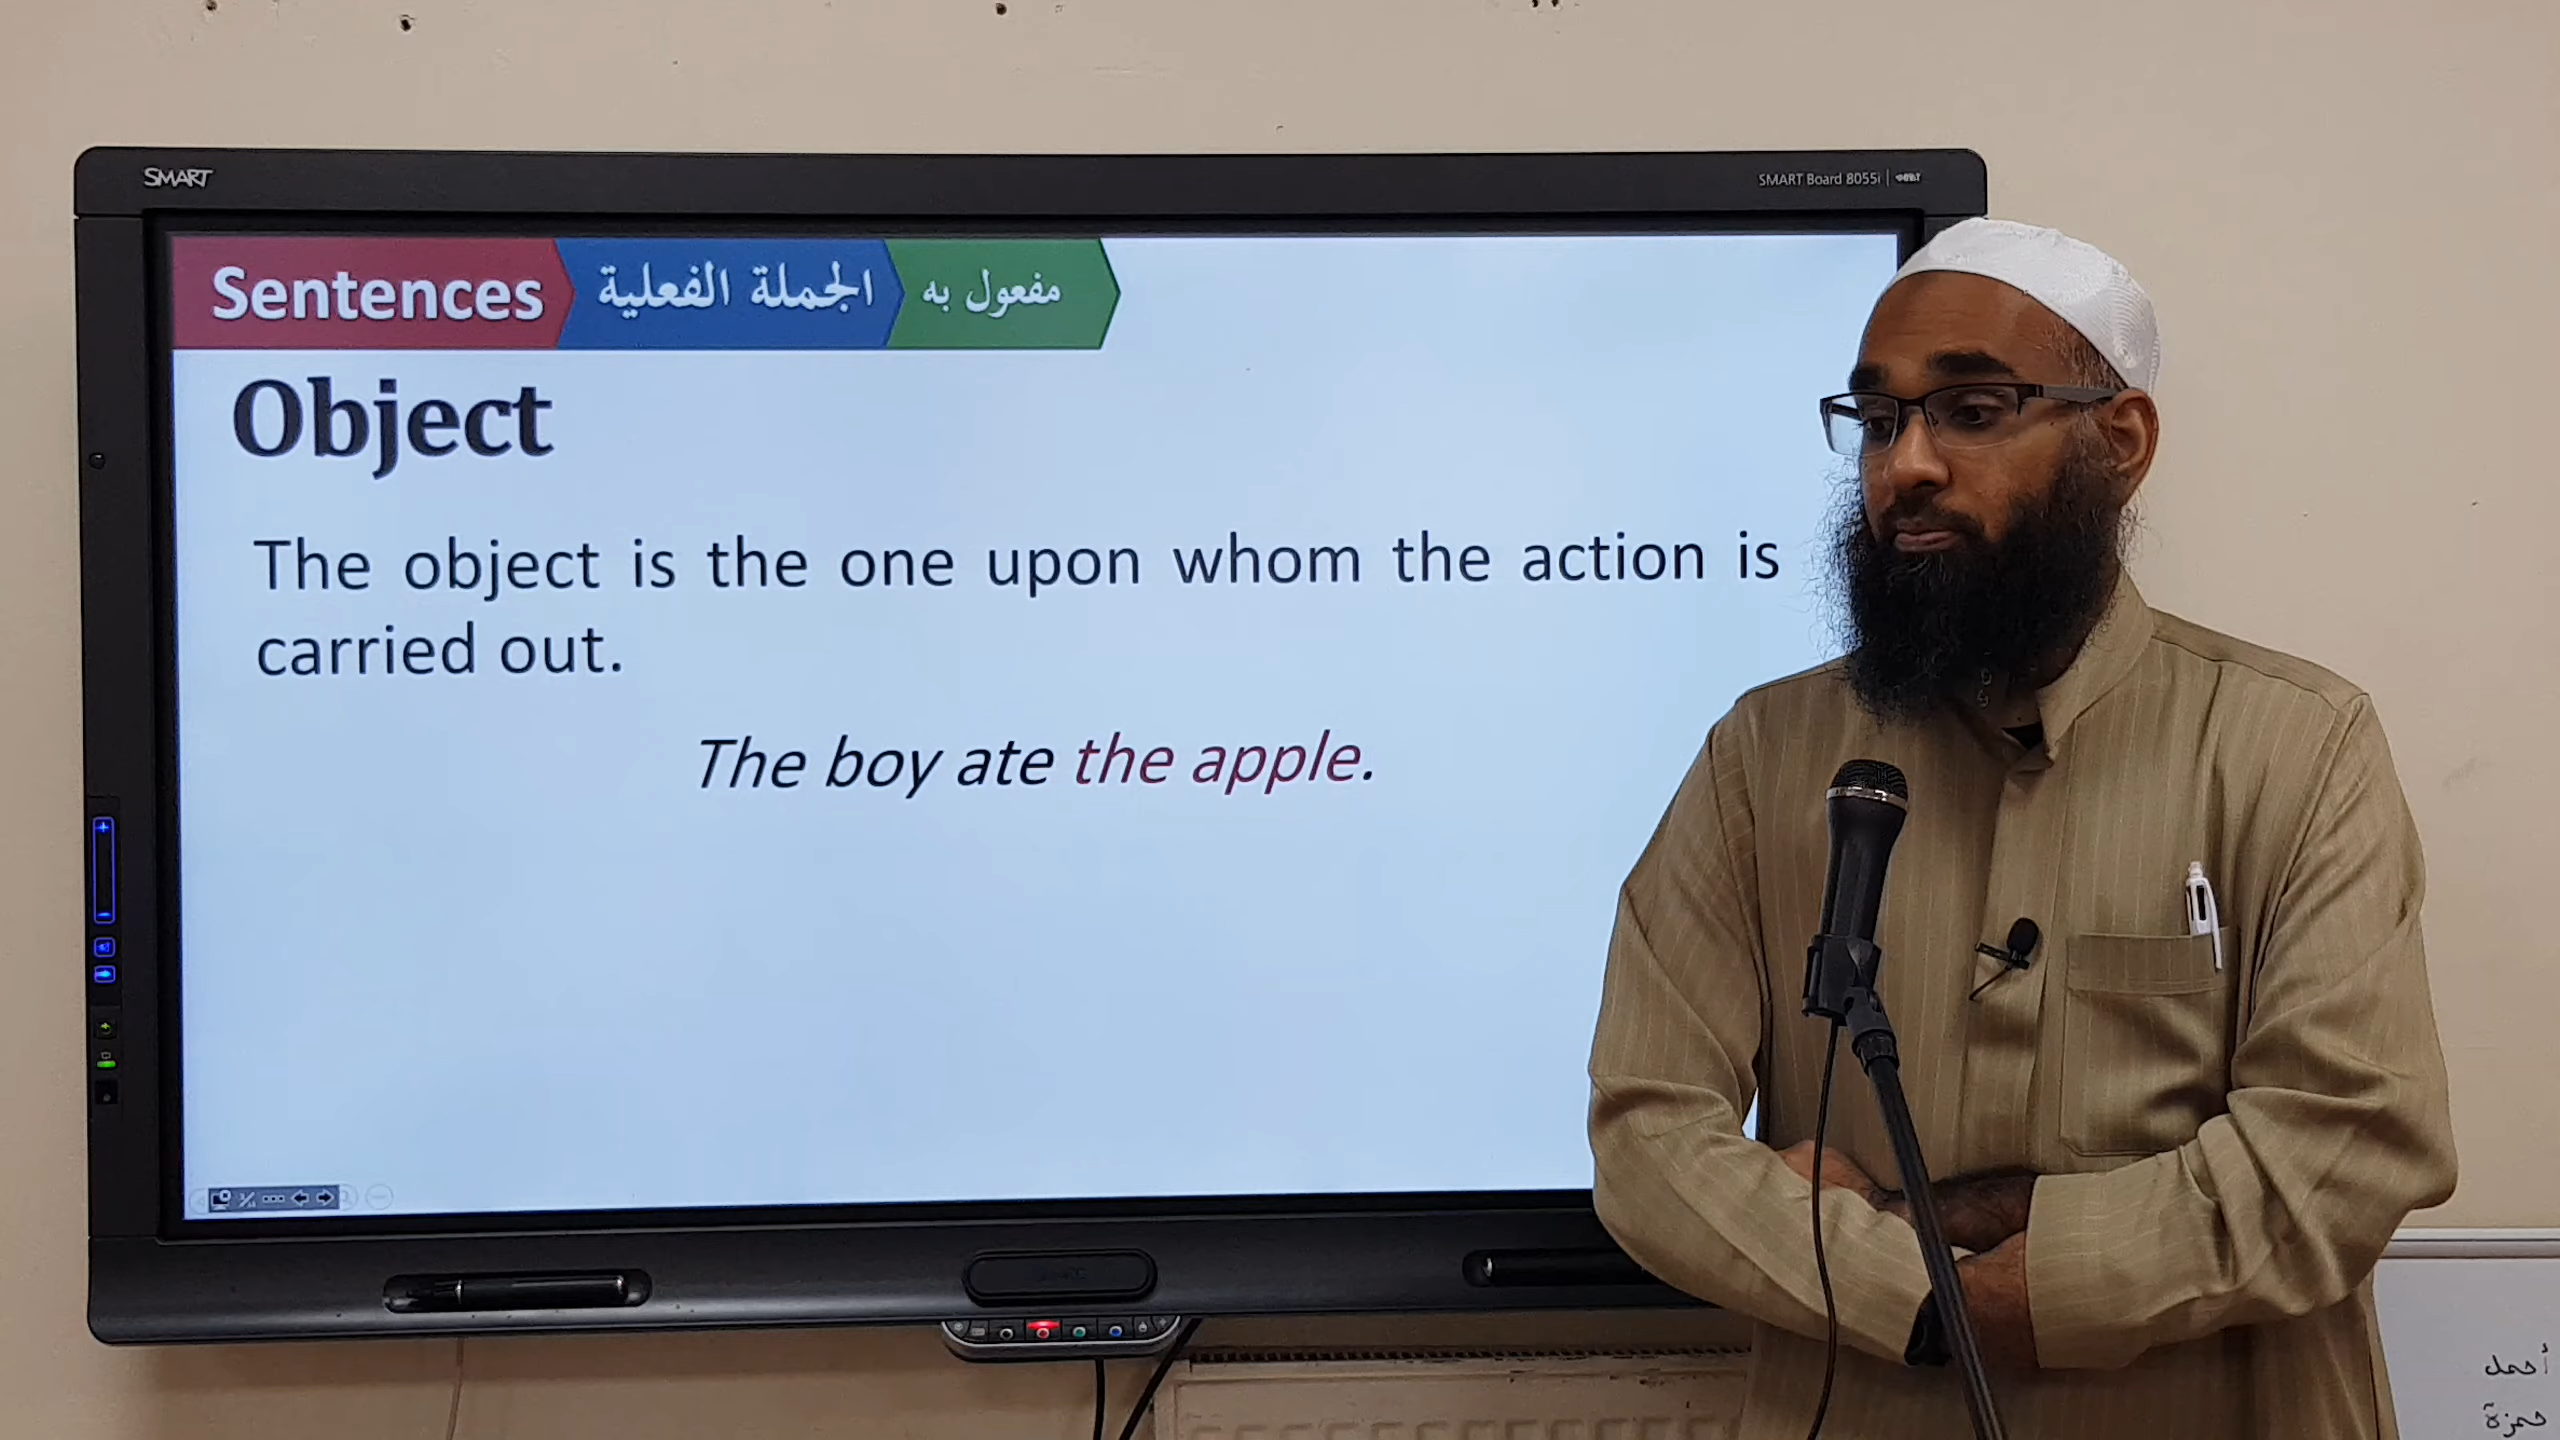 SMART
SMART Board 8055i
Sentences الجملة الفعلية مفعول به
Object
The object is the one upon whom the action is
carried out.
The boy ate the apple.
أحمد
حمزة